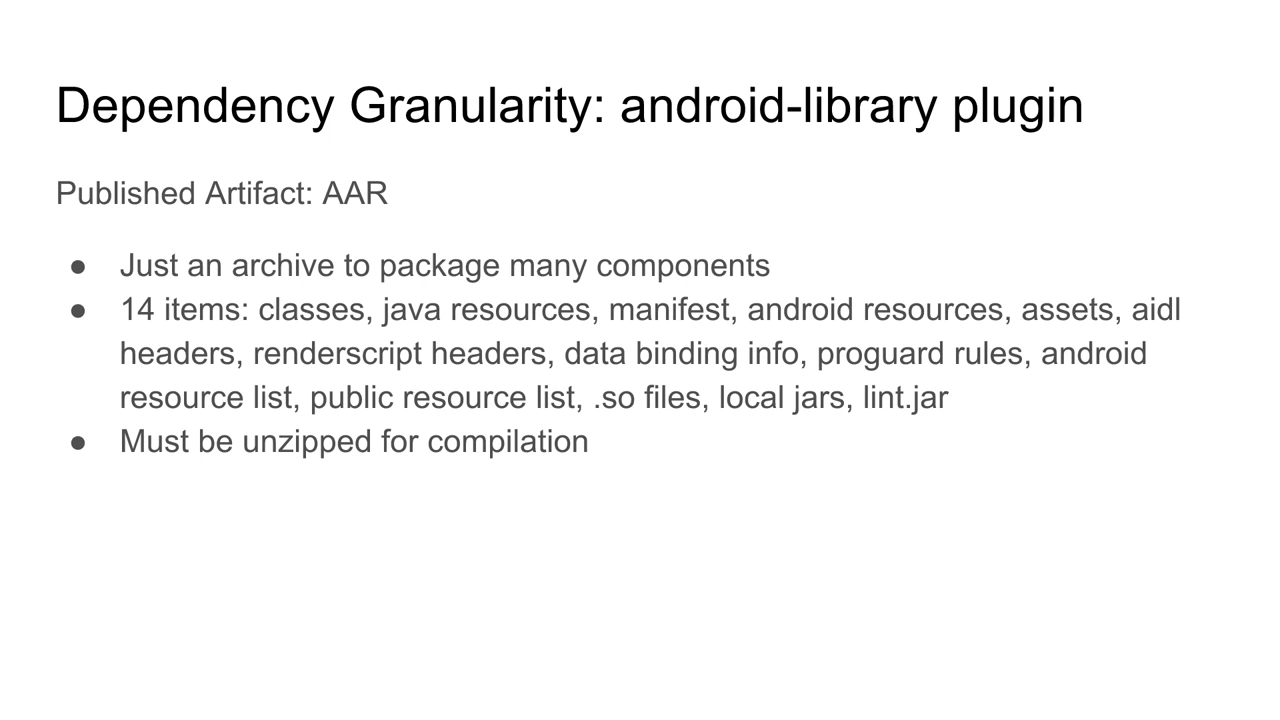 Dependency Granularity: android-library plugin
Published Artifact: AAR
● Just an archive to package many components
● 14 items: classes, java resources, manifest, android resources, assets, aidl
headers, renderscript headers, data binding info, proguard rules, android
resource list, public resource list, .so files, local jars, lint.jar
● Must be unzipped for compilation